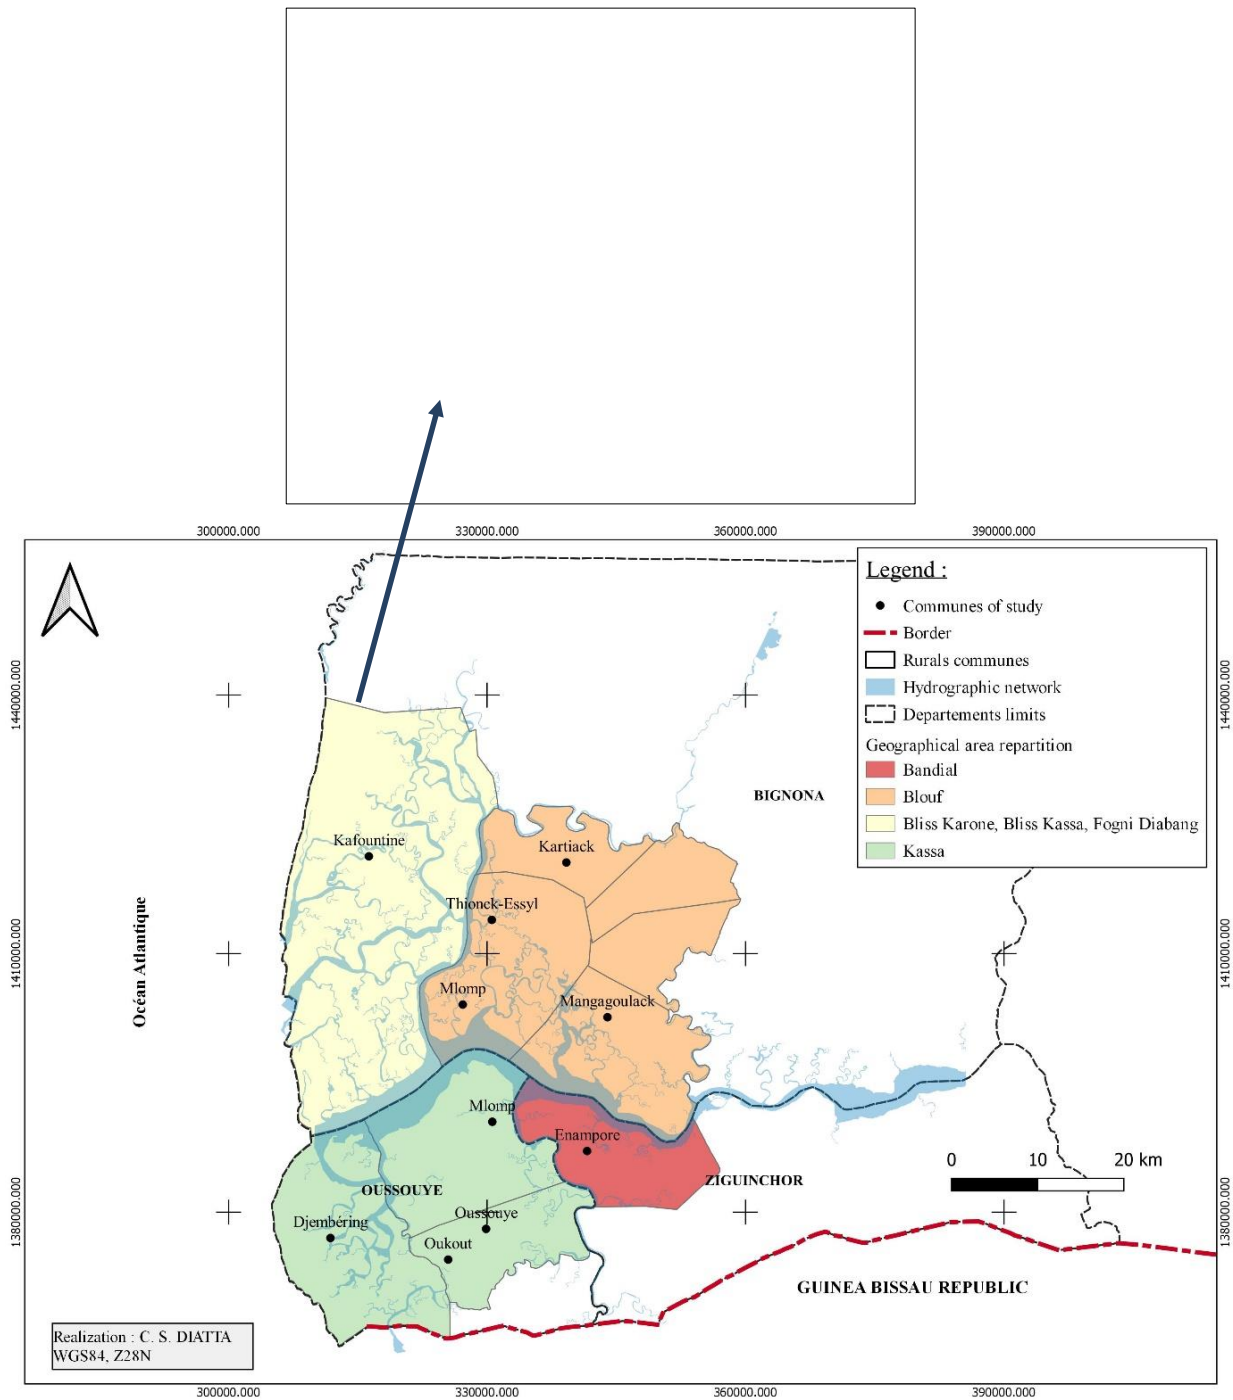 300000.000 330000.000 360000.000 390000.000
Legend :
Communes of study
Border
Rurals communes
Hydrographic network
Departements limits
Geographical area repartition
Bandial
Blouf
Bliss Karone, Bliss Kassa, Fogni Diabang
Kassa
1440000.000 1440000.000
BIGNONA
Kafountine
Kartiack
Thionck-Essyl
Océan Atlantique
1410000.000 1410000.000
Mlomp
Mangagoulack
Mlomp
Enampore
0 10 20 km
OUSSOUYE
ZIGUINCHOR
1380000.000 1380000.000
Djembéring
Oussouye
Oukout
GUINEA BISSAU REPUBLIC
Realization : C. S. DIATTA
WGS84, Z28N
300000.000 330000.000 360000.000 390000.000